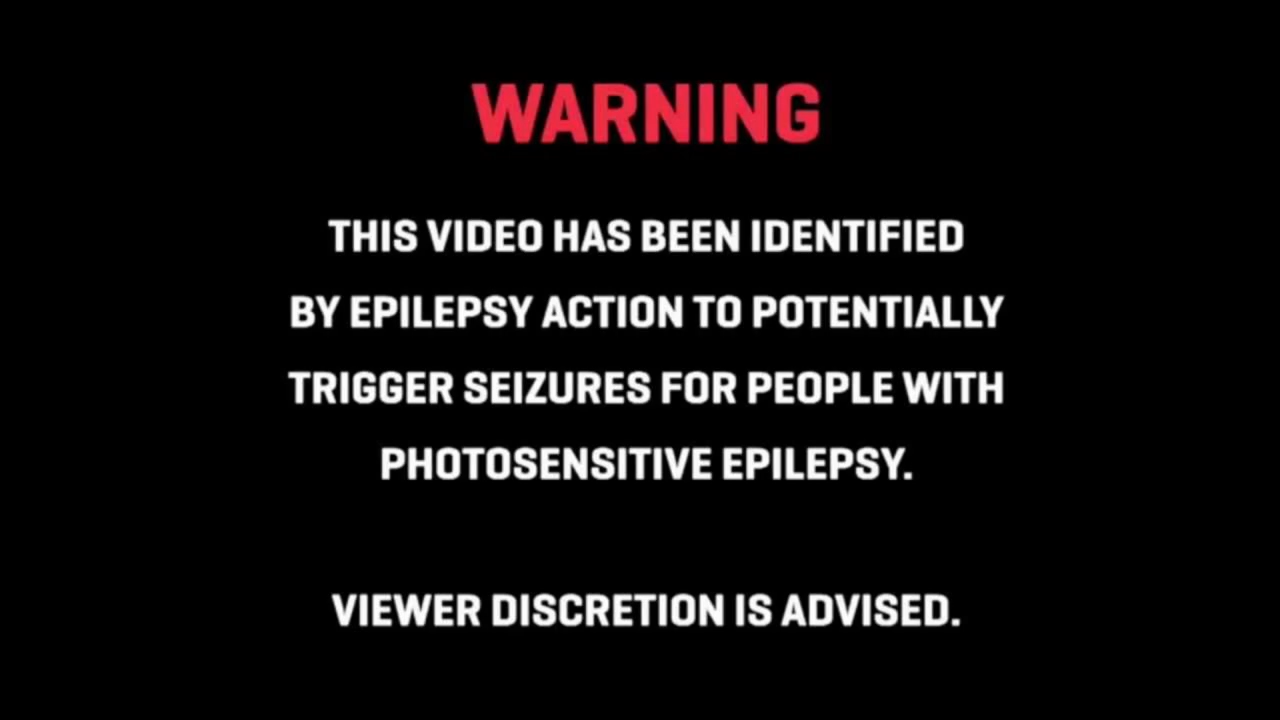 WARNING
THIS VIDEO HAS BEEN IDENTIFIED
BY EPILEPSY ACTION TO POTENTIALLY
TRIGGER SEIZURES FOR PEOPLE WITH
PHOTOSENSITIVE EPILEPSY.
VIEWER DISCRETION IS ADVISED.